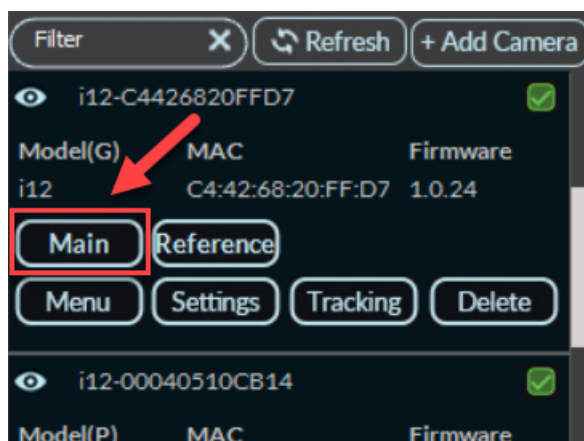 Filter X Refresh + Add Camera
i12-C4426820FFD7
Model(G) MAC Firmware
i12 C4:42:68:20:FF:D7 1.0.24
Main Reference
Menu Settings Tracking Delete
i12-00040510CB14
Model(P) MAC Firmware